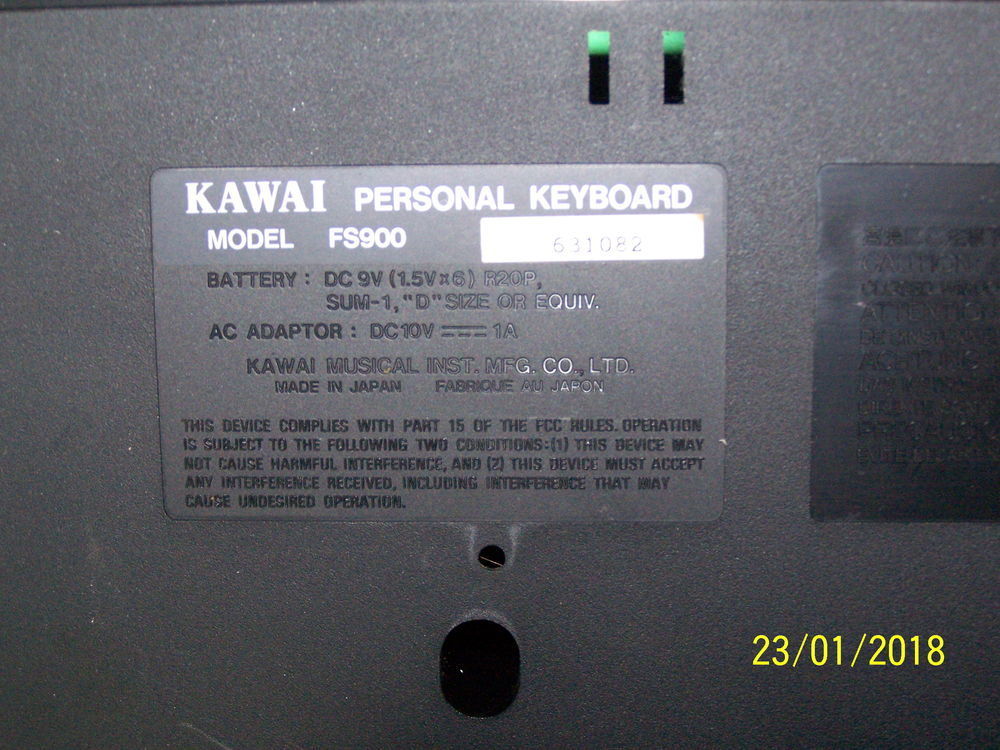 KAWAI PERSONAL KEYBOARD
MODEL FS900 631082
BATTERY : DC 9V (1.5V×6) R20P,
SUM-1, "D" SIZE OR EQUIV.
AC ADAPTOR : DC10V ⎓ 1A
KAWAI MUSICAL INST. MFG. CO., LTD.
MADE IN JAPAN FABRIQUE AU JAPON
THIS DEVICE COMPLIES WITH PART 15 OF THE FCC RULES. OPERATION
IS SUBJECT TO THE FOLLOWING TWO CONDITIONS:(1) THIS DEVICE MAY
NOT CAUSE HARMFUL INTERFERENCE, AND (2) THIS DEVICE MUST ACCEPT
ANY INTERFERENCE RECEIVED, INCLUDING INTERFERENCE THAT MAY
CAUSE UNDESIRED OPERATION.
CAUTION
ATTENTION
23/01/2018